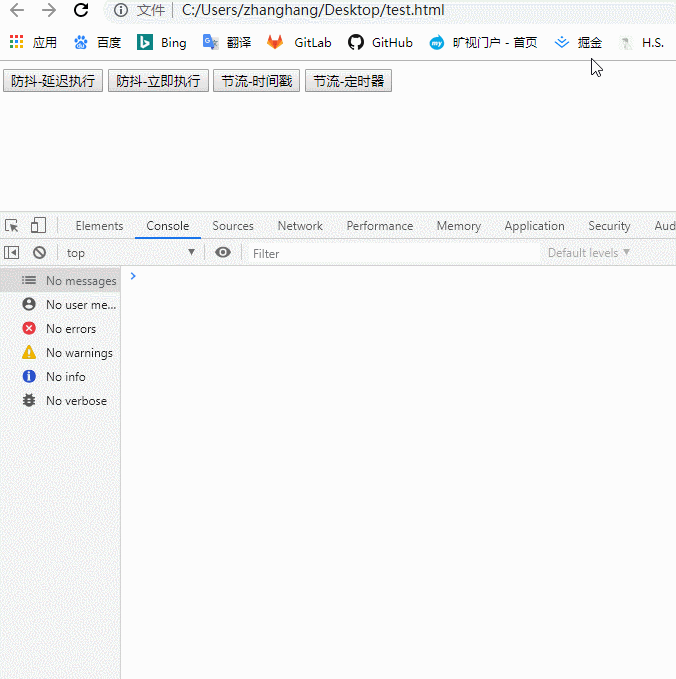 文件 C:/Users/zhanghang/Desktop/test.html
应用 百度 Bing 翻译 GitLab GitHub 旷视门户 - 首页 掘金 H.S.
防抖-延迟执行 防抖-立即执行 节流-时间戳 节流-定时器
Elements Console Sources Network Performance Memory Application Security Aud
top Filter Default levels
No messages
No user me...
No errors
No warnings
No info
No verbose